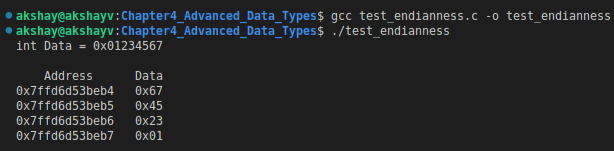 akshay@akshayv:Chapter4_Advanced_Data_Types$ gcc test_endianness.c -o test_endianness
akshay@akshayv:Chapter4_Advanced_Data_Types$ ./test_endianness
int Data = 0x01234567
Address Data
0x7ffd6d53beb4 0x67
0x7ffd6d53beb5 0x45
0x7ffd6d53beb6 0x23
0x7ffd6d53beb7 0x01